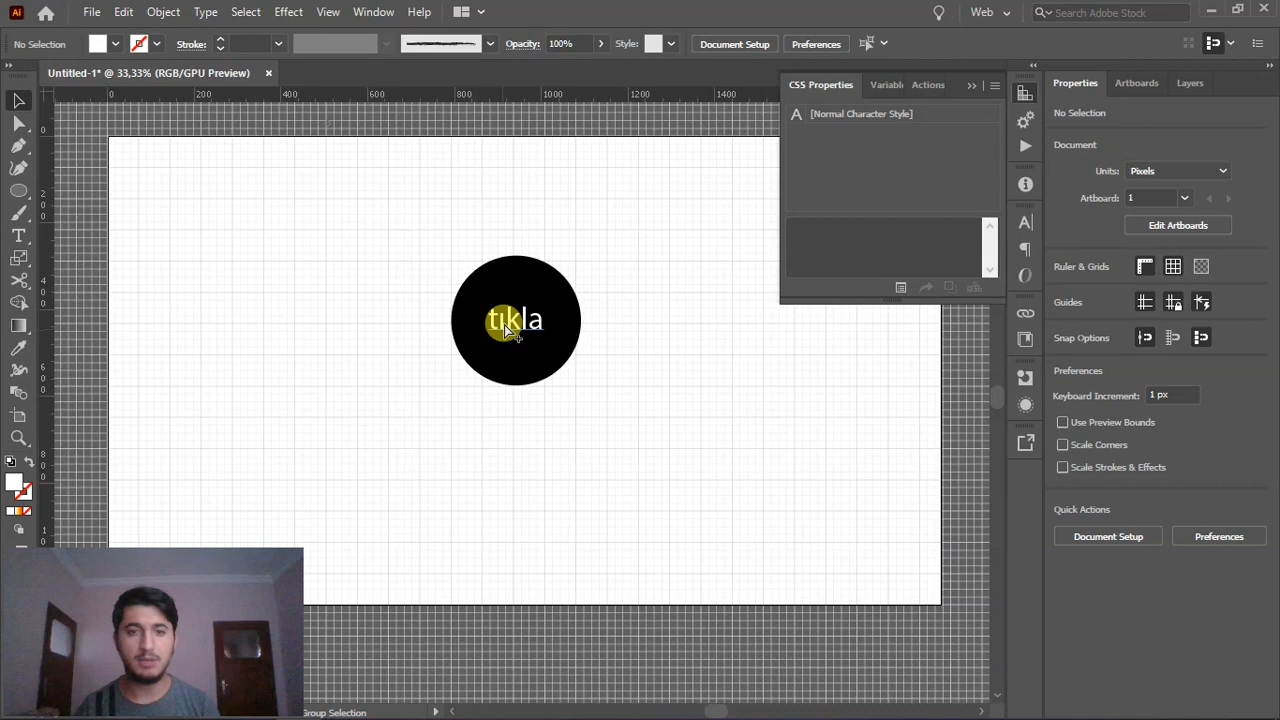 Ai File Edit Object Type Select Effect View Window Help Web Search Adobe Stock
No Selection Stroke: Opacity: 100% Style: Document Setup Preferences
Untitled-1* @ 33,33% (RGB/GPU Preview)
CSS Properties Variabl Actions
Properties Artboards Layers
0 200 400 600 800 1000 1200 1400
[Normal Character Style]
No Selection
Document
Units: Pixels
Artboard: 1
Edit Artboards
Ruler & Grids
Guides
Snap Options
Preferences
Keyboard Increment: 1 px
Use Preview Bounds
Scale Corners
Scale Strokes & Effects
Quick Actions
Document Setup Preferences
tıkla
Group Selection